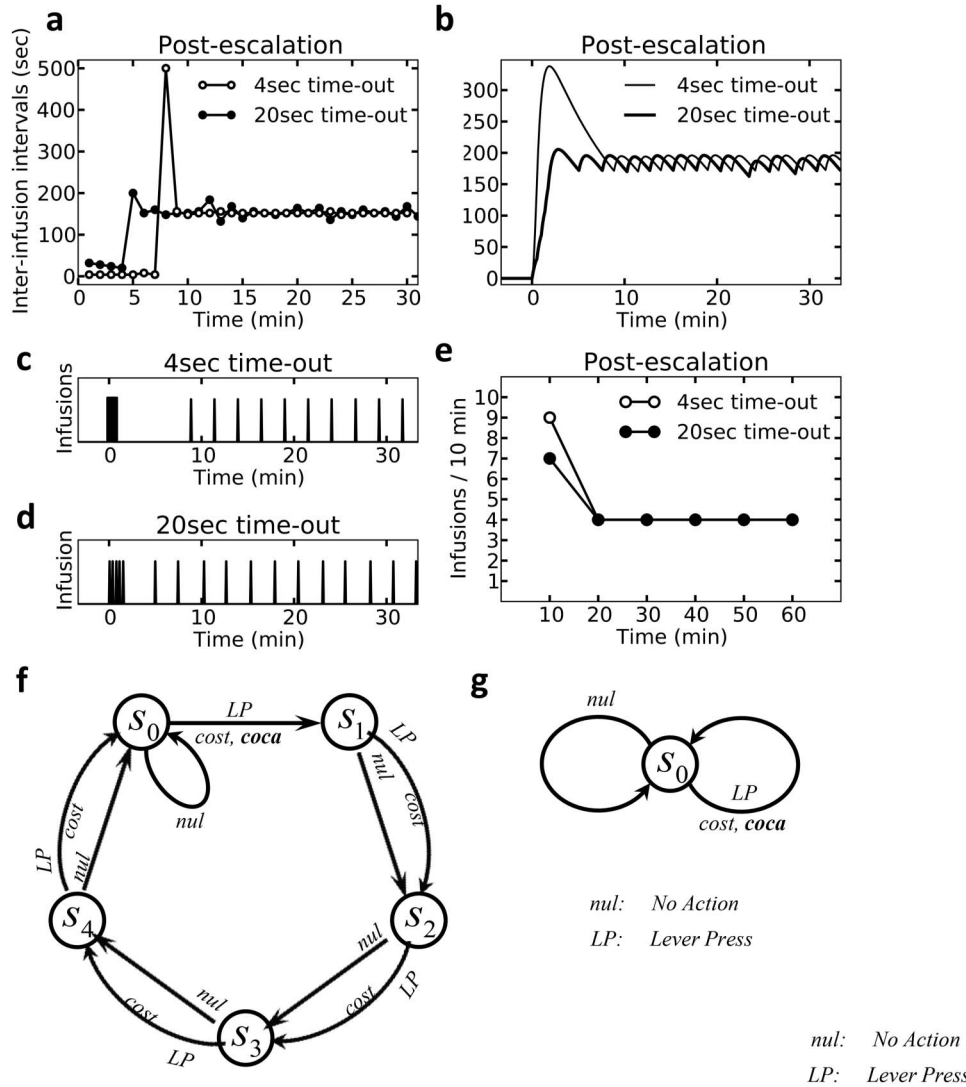 a
Post-escalation
Inter-infusion intervals (sec)
500
400
300
200
100
0
4sec time-out
20sec time-out
0 5 10 15 20 25 30
Time (min)
b
Post-escalation
300
250
200
150
100
50
0
4sec time-out
20sec time-out
0 10 20 30
Time (min)
c
4sec time-out
Infusions
0 10 20 30
Time (min)
d
20sec time-out
Infusion
0 10 20 30
Time (min)
e
Post-escalation
Infusions / 10 min
10
9
8
7
6
5
4
3
2
1
4sec time-out
20sec time-out
10 20 30 40 50 60
Time (min)
f
S0
LP
cost, coca
S1
nul
LP
cost
nul
S2
nul
LP
cost
S3
nul
cost
LP
S4
nul
cost
LP
g
nul
S0
LP
cost, coca
nul: No Action
LP: Lever Press
nul: No Action
LP: Lever Press